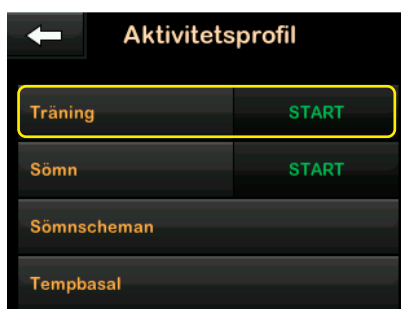 Aktivitetsprofil
Träning START
Sömn START
Sömnscheman
Tempbasal